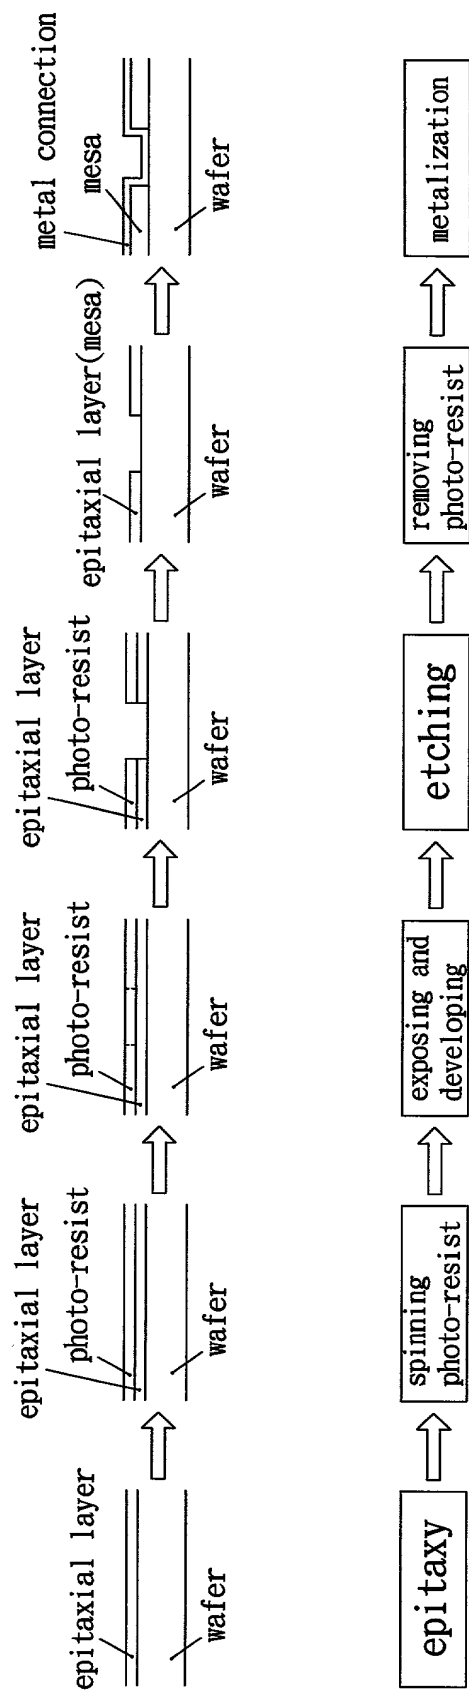 epitaxial layer
wafer
epitaxial layer
photo-resist
wafer
epitaxial layer
photo-resist
wafer
epitaxial layer
photo-resist
wafer
epitaxial layer(mesa)
wafer
metal connection
mesa
wafer
epitaxy
spinning
photo-resist
exposing and
developing
etching
removing
photo-resist
metalization